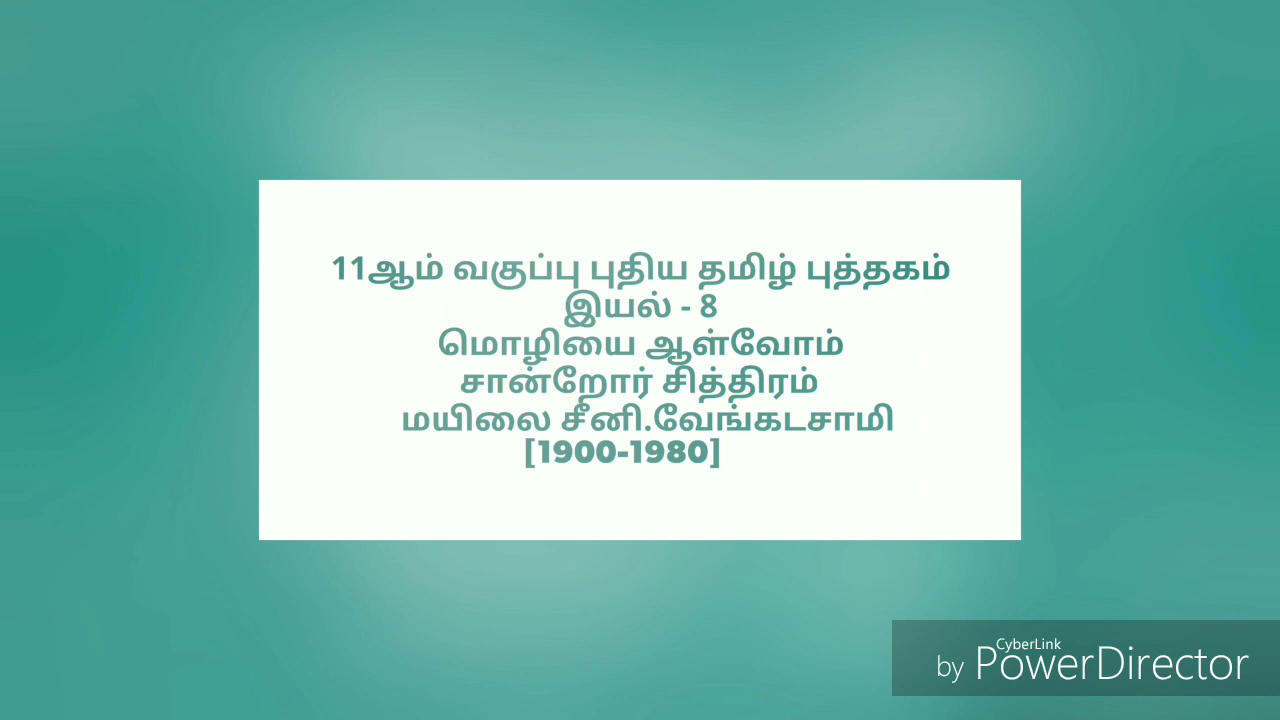 11ஆம் வகுப்பு புதிய தமிழ் புத்தகம்
இயல் - 8
மொழியை ஆள்வோம்
சான்றோர் சித்திரம்
மயிலை சீனி.வேங்கடசாமி
[1900-1980]
CyberLink
by PowerDirector